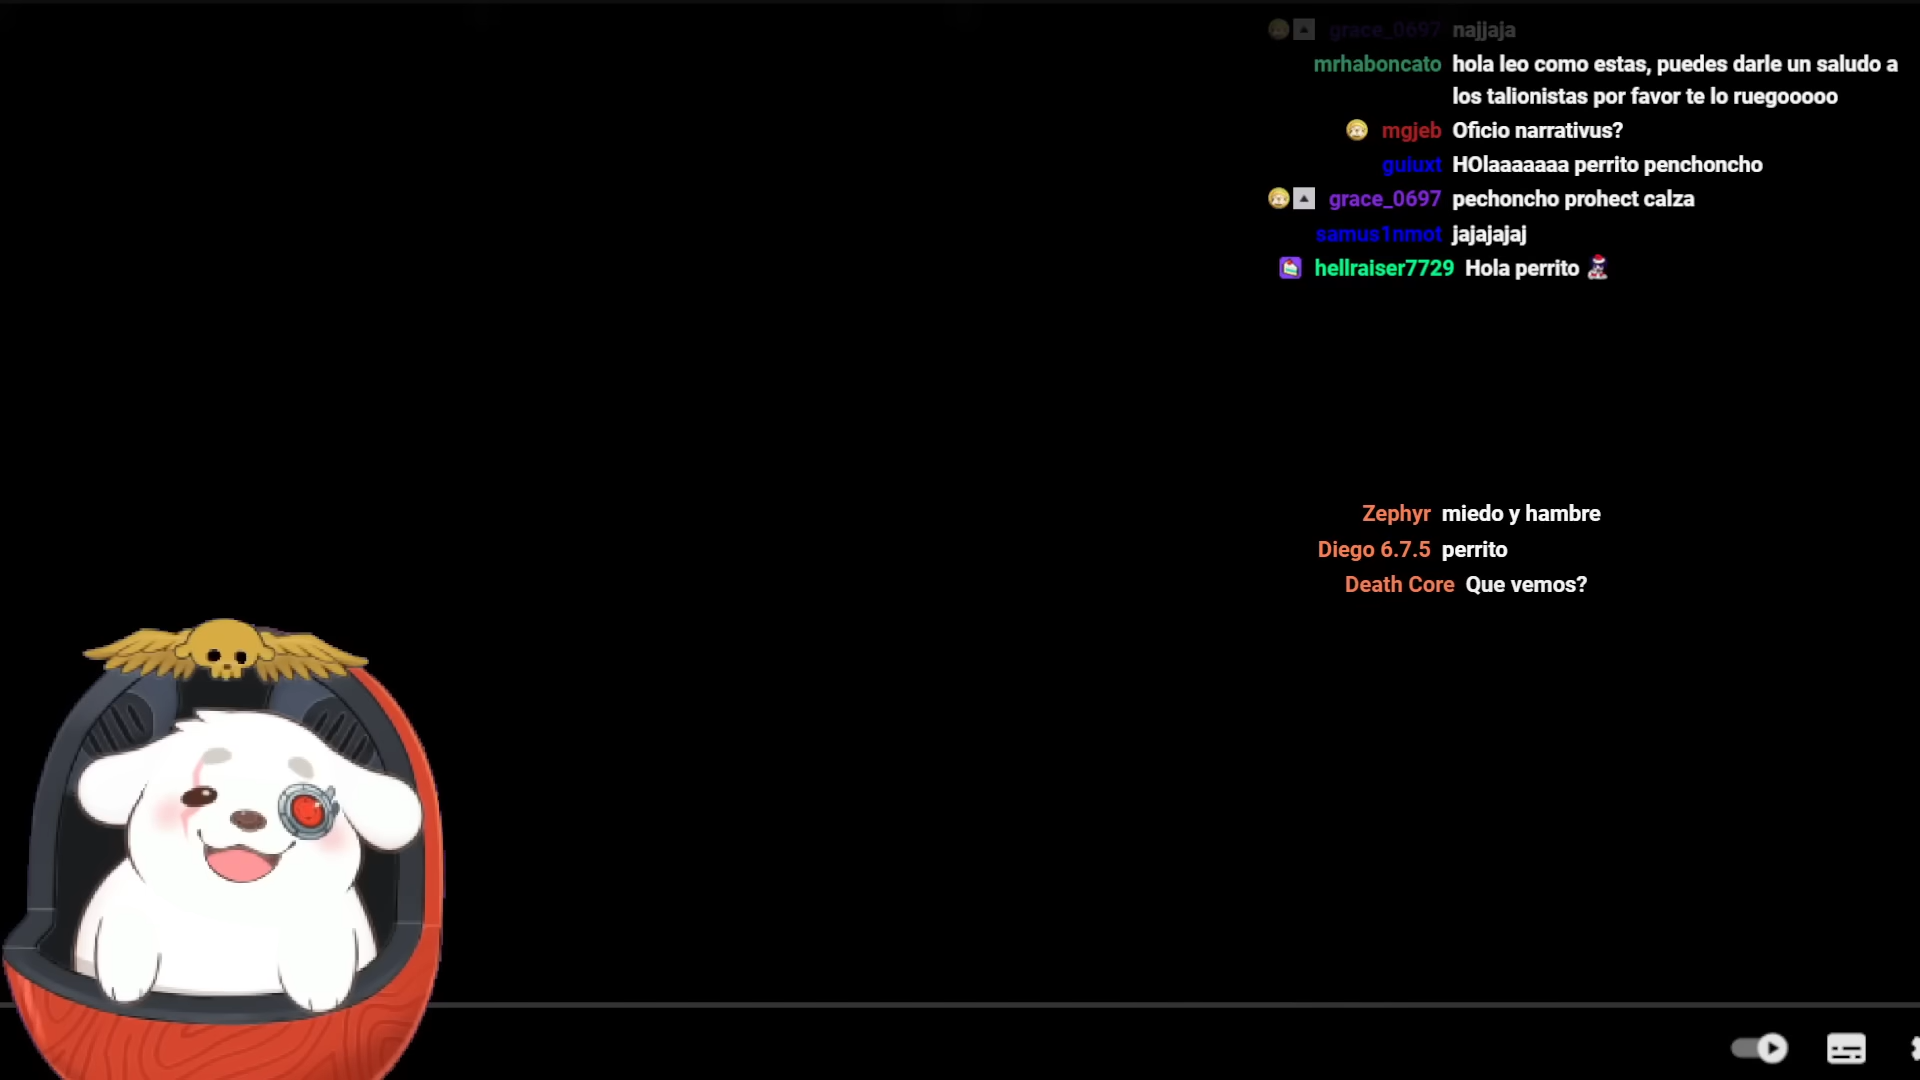 grace_0697 najjaja
mrhaboncato hola leo como estas, puedes darle un saludo a
los talionistas por favor te lo ruegooooo
mgjeb Oficio narrativus?
guiuxt HOlaaaaaaa perrito penchoncho
grace_0697 pechoncho prohect calza
samus1nmot jajajajaj
hellraiser7729 Hola perrito
Zephyr miedo y hambre
Diego 6.7.5 perrito
Death Core Que vemos?